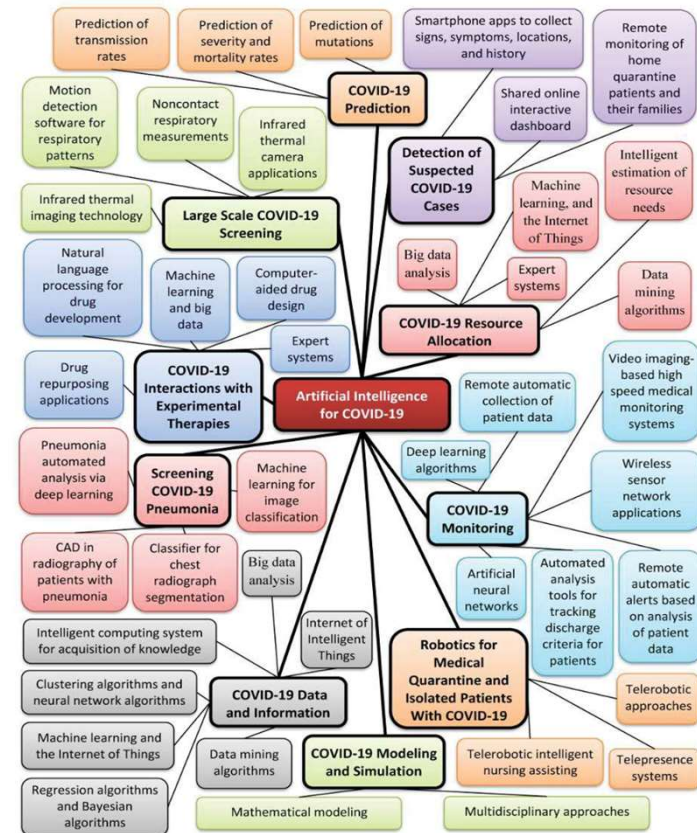 Prediction of
transmission
rates
Prediction of
severity and
mortality rates
Prediction of
mutations
COVID-19
Prediction
Smartphone apps to collect
signs, symptoms, locations,
and history
Remote
monitoring of
home
quarantine
patients and
their families
Shared online
interactive
dashboard
Detection of
Suspected
COVID-19
Cases
Motion
detection
software for
respiratory
patterns
Noncontact
respiratory
measurements
Infrared
thermal
camera
applications
Infrared thermal
imaging technology
Large Scale COVID-19
Screening
Machine
learning, and
the Internet
of Things
Intelligent
estimation of
resource
needs
Big data
analysis
Expert
systems
Data
mining
algorithms
COVID-19 Resource
Allocation
Natural
language
processing for
drug
development
Machine
learning
and big
data
Computer-
aided drug
design
Expert
systems
Drug
repurposing
applications
COVID-19
Interactions with
Experimental
Therapies
Artificial Intelligence
for COVID-19
Remote automatic
collection of
patient data
Video imaging-
based high
speed medical
monitoring
systems
Deep learning
algorithms
Wireless
sensor
network
applications
COVID-19
Monitoring
Artificial
neural
networks
Automated
analysis
tools for
tracking
discharge
criteria for
patients
Remote
automatic
alerts based
on analysis
of patient
data
Pneumonia
automated
analysis via
deep learning
Screening
COVID-19
Pneumonia
Machine
learning for
image
classification
CAD in
radiography of
patients with
pneumonia
Classifier for
chest
radiograph
segmentation
Big data
analysis
Intelligent computing system
for acquisition of knowledge
Internet of
Intelligent
Things
Clustering algorithms and
neural network algorithms
COVID-19 Data
and Information
Machine learning and
the Internet of Things
Data mining
algorithms
Regression algorithms
and Bayesian algorithms
Robotics for
Medical
Quarantine and
Isolated Patients
With COVID-19
Telerobotic
approaches
Telerobotic intelligent
nursing assisting
Telepresence
systems
COVID-19 Modeling
and Simulation
Mathematical modeling
Multidisciplinary approaches